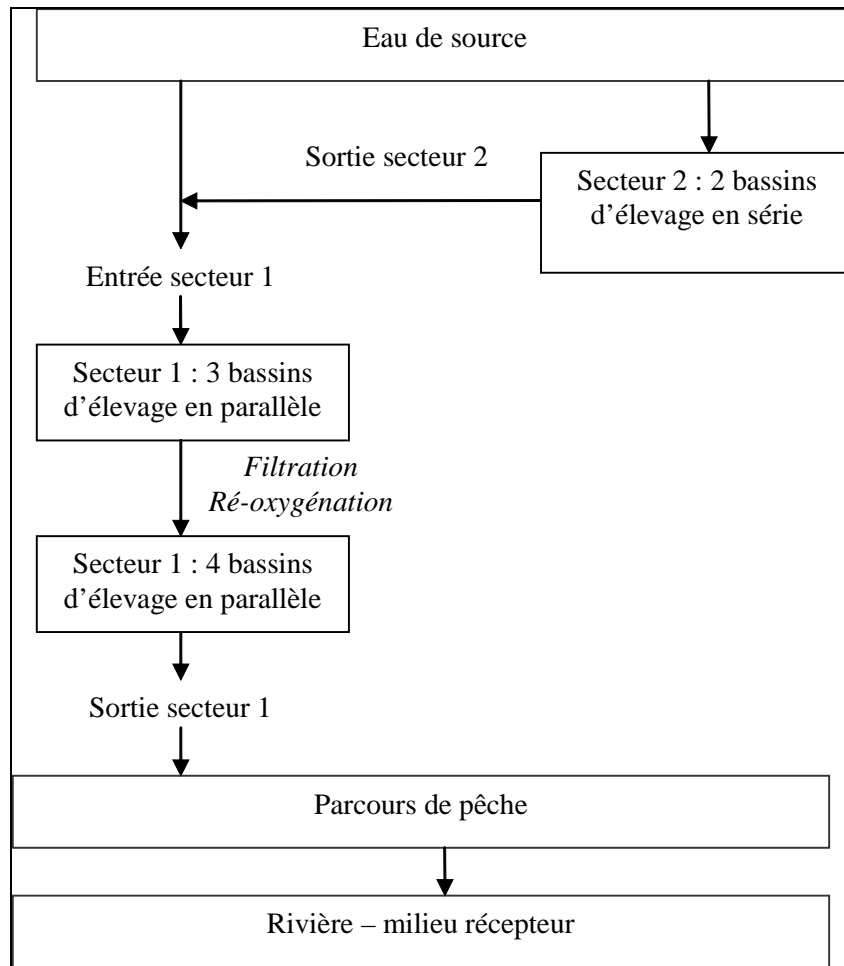 Eau de source
Sortie secteur 2
Secteur 2 : 2 bassins
d’élevage en série
Entrée secteur 1
Secteur 1 : 3 bassins
d’élevage en parallèle
Filtration
Ré-oxygénation
Secteur 1 : 4 bassins
d’élevage en parallèle
Sortie secteur 1
Parcours de pêche
Rivière – milieu récepteur